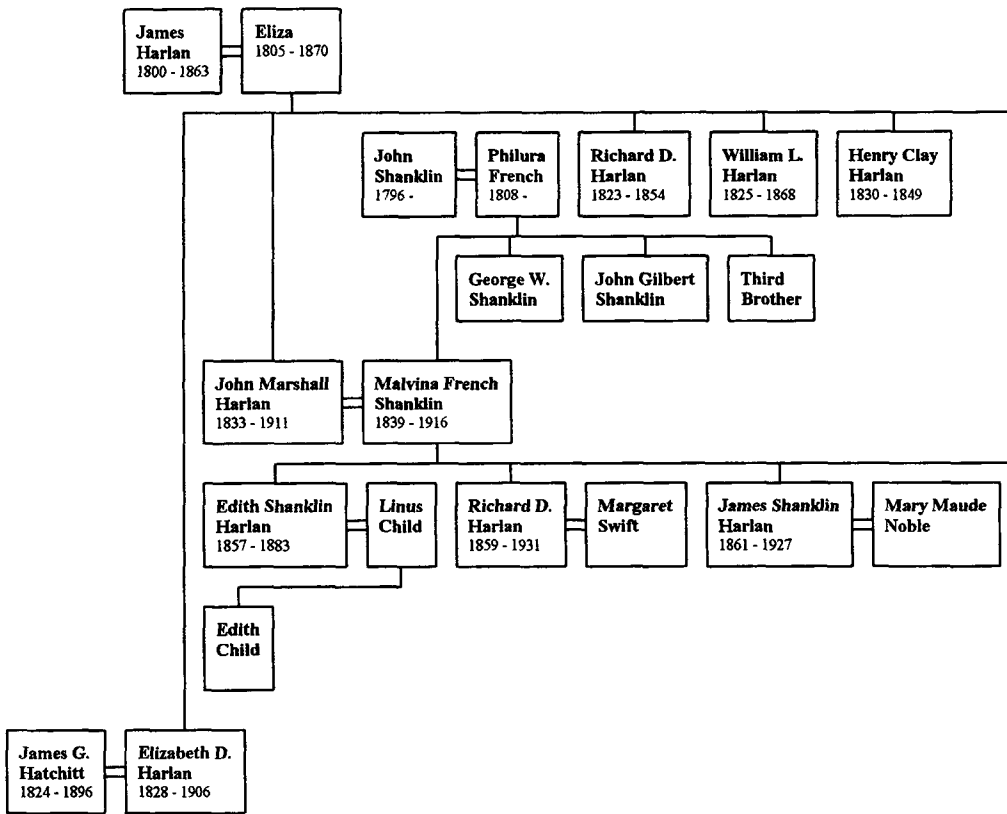 James
Harlan
1800 - 1863
Eliza
1805 - 1870
John
Shanklin
1796 -
Philura
French
1808 -
Richard D.
Harlan
1823 - 1854
William L.
Harlan
1825 - 1868
Henry Clay
Harlan
1830 - 1849
George W.
Shanklin
John Gilbert
Shanklin
Third
Brother
John Marshall
Harlan
1833 - 1911
Malvina French
Shanklin
1839 - 1916
Edith Shanklin
Harlan
1857 - 1883
Linus
Child
Richard D.
Harlan
1859 - 1931
Margaret
Swift
James Shanklin
Harlan
1861 - 1927
Mary Maude
Noble
Edith
Child
James G.
Hatchitt
1824 - 1896
Elizabeth D.
Harlan
1828 - 1906